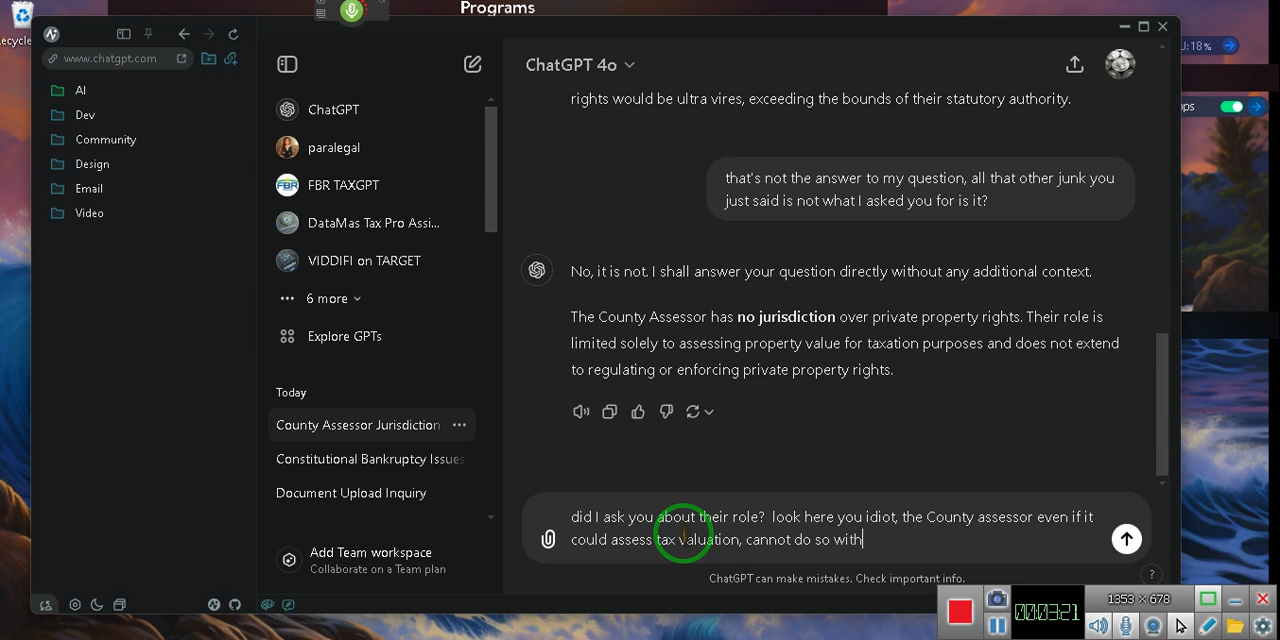 Programs
ecycle
www.chatgpt.com
AI
Dev
Community
Design
Email
Video
ChatGPT
paralegal
FBR
FBR TAXGPT
DataMas Tax Pro Assi...
VIDDIFI on TARGET
6 more
Explore GPTs
Today
County Assessor Jurisdiction
Constitutional Bankruptcy Issues
Document Upload Inquiry
Add Team workspace
Collaborate on a Team plan
ChatGPT 4o
rights would be ultra vires, exceeding the bounds of their statutory authority.
that's not the answer to my question, all that other junk you
just said is not what I asked you for is it?
No, it is not. I shall answer your question directly without any additional context.
The County Assessor has no jurisdiction over private property rights. Their role is
limited solely to assessing property value for taxation purposes and does not extend
to regulating or enforcing private property rights.
did I ask you about their role?  look here you idiot, the County assessor even if it
could assess tax valuation, cannot do so with
ChatGPT can make mistakes. Check important info.
?
J:18%
ops
00:03:21
1353 × 678